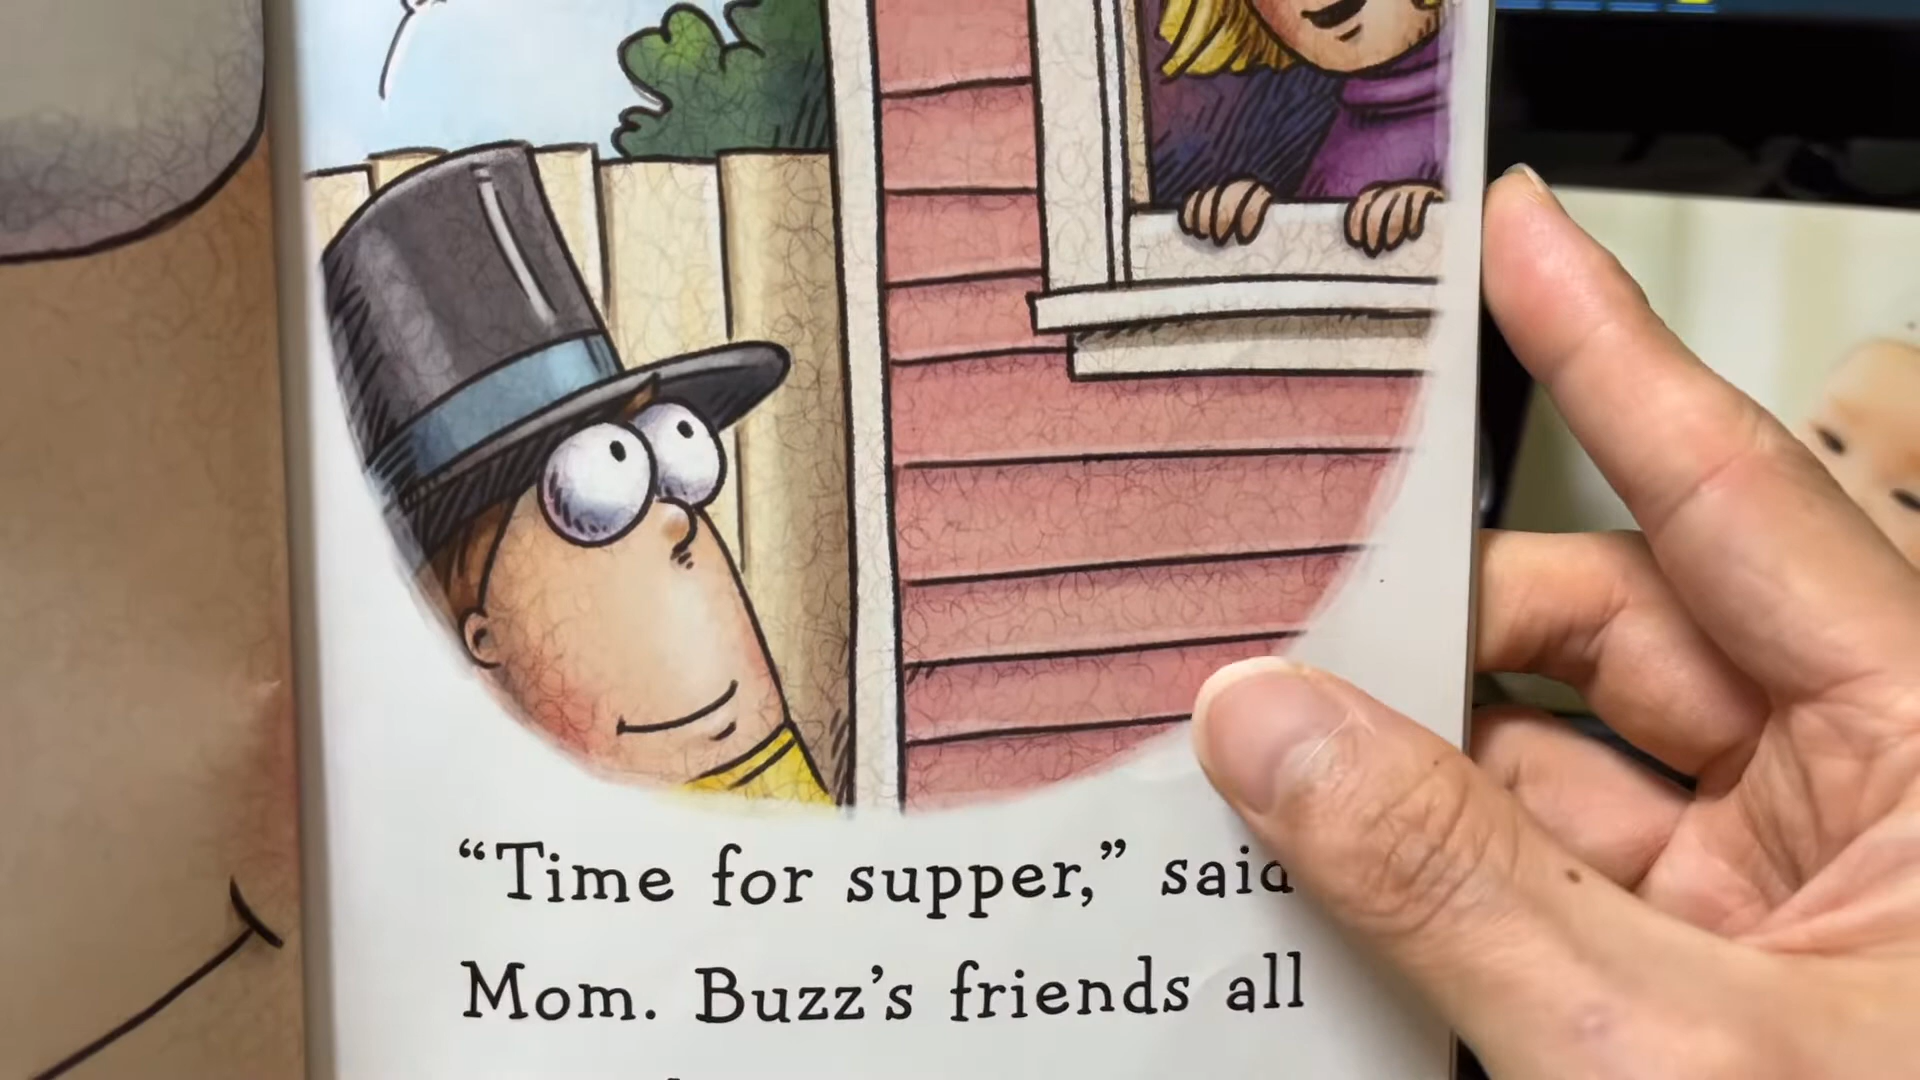 “Time for supper,” said
Mom. Buzz’s friends all